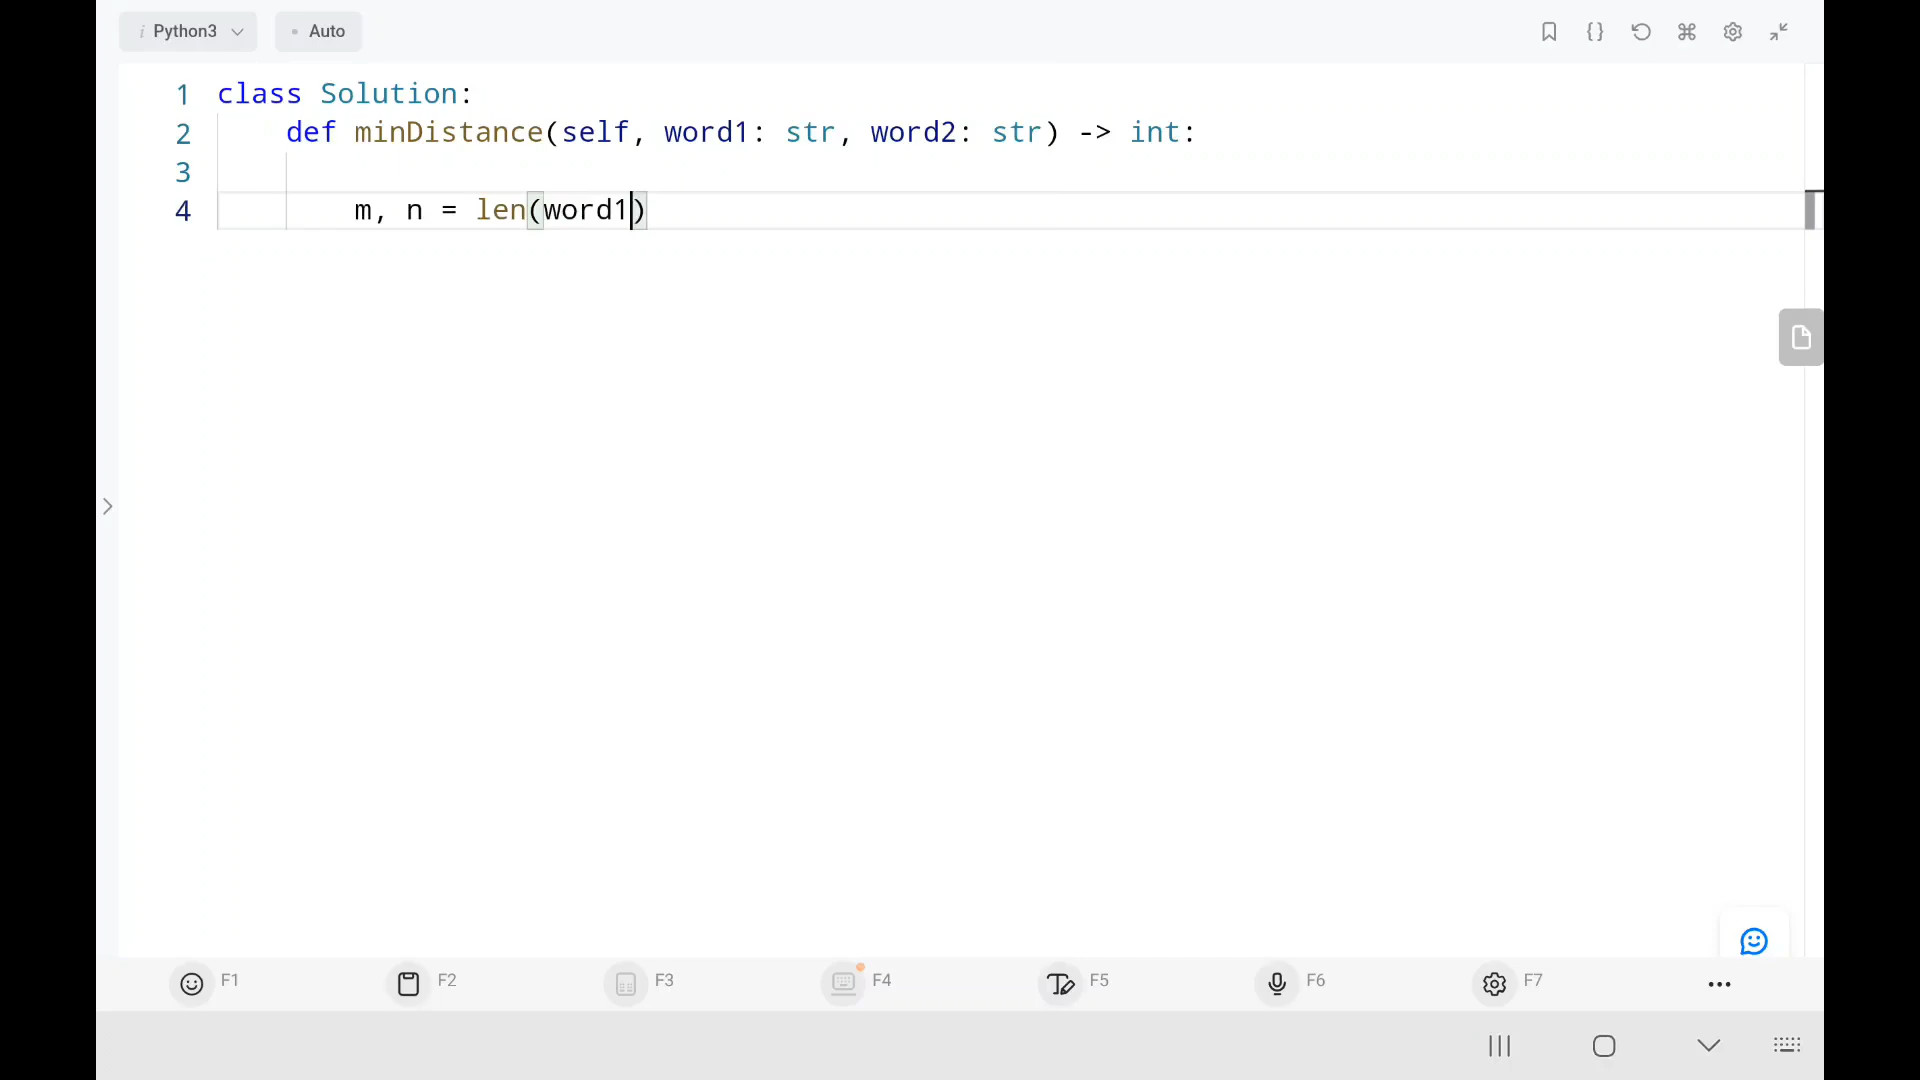 i Python3
Auto
1 class Solution:
2 def minDistance(self, word1: str, word2: str) -> int:
3
4 m, n = len(word1)
F1 F2 F3 F4 F5 F6 F7